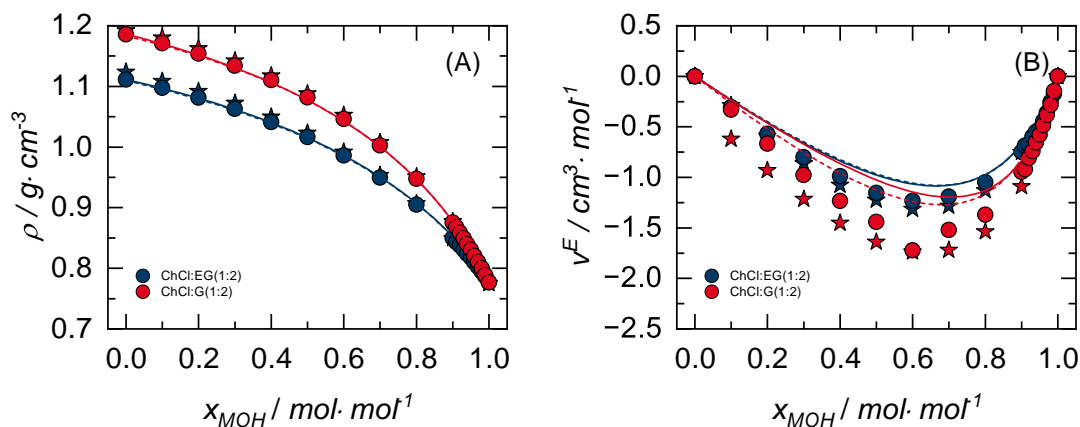 1.2
1.1
1.0
0.9
0.8
0.7
0.0 0.2 0.4 0.6 0.8 1.0
ρ / g· cm⁻³
x_MOH / mol· mol⁻¹
(A)
ChCl:EG(1:2)
ChCl:G(1:2)
0.5
0.0
−0.5
−1.0
−1.5
−2.0
−2.5
0.0 0.2 0.4 0.6 0.8 1.0
v^E / cm³· mol⁻¹
x_MOH / mol· mol⁻¹
(B)
ChCl:EG(1:2)
ChCl:G(1:2)